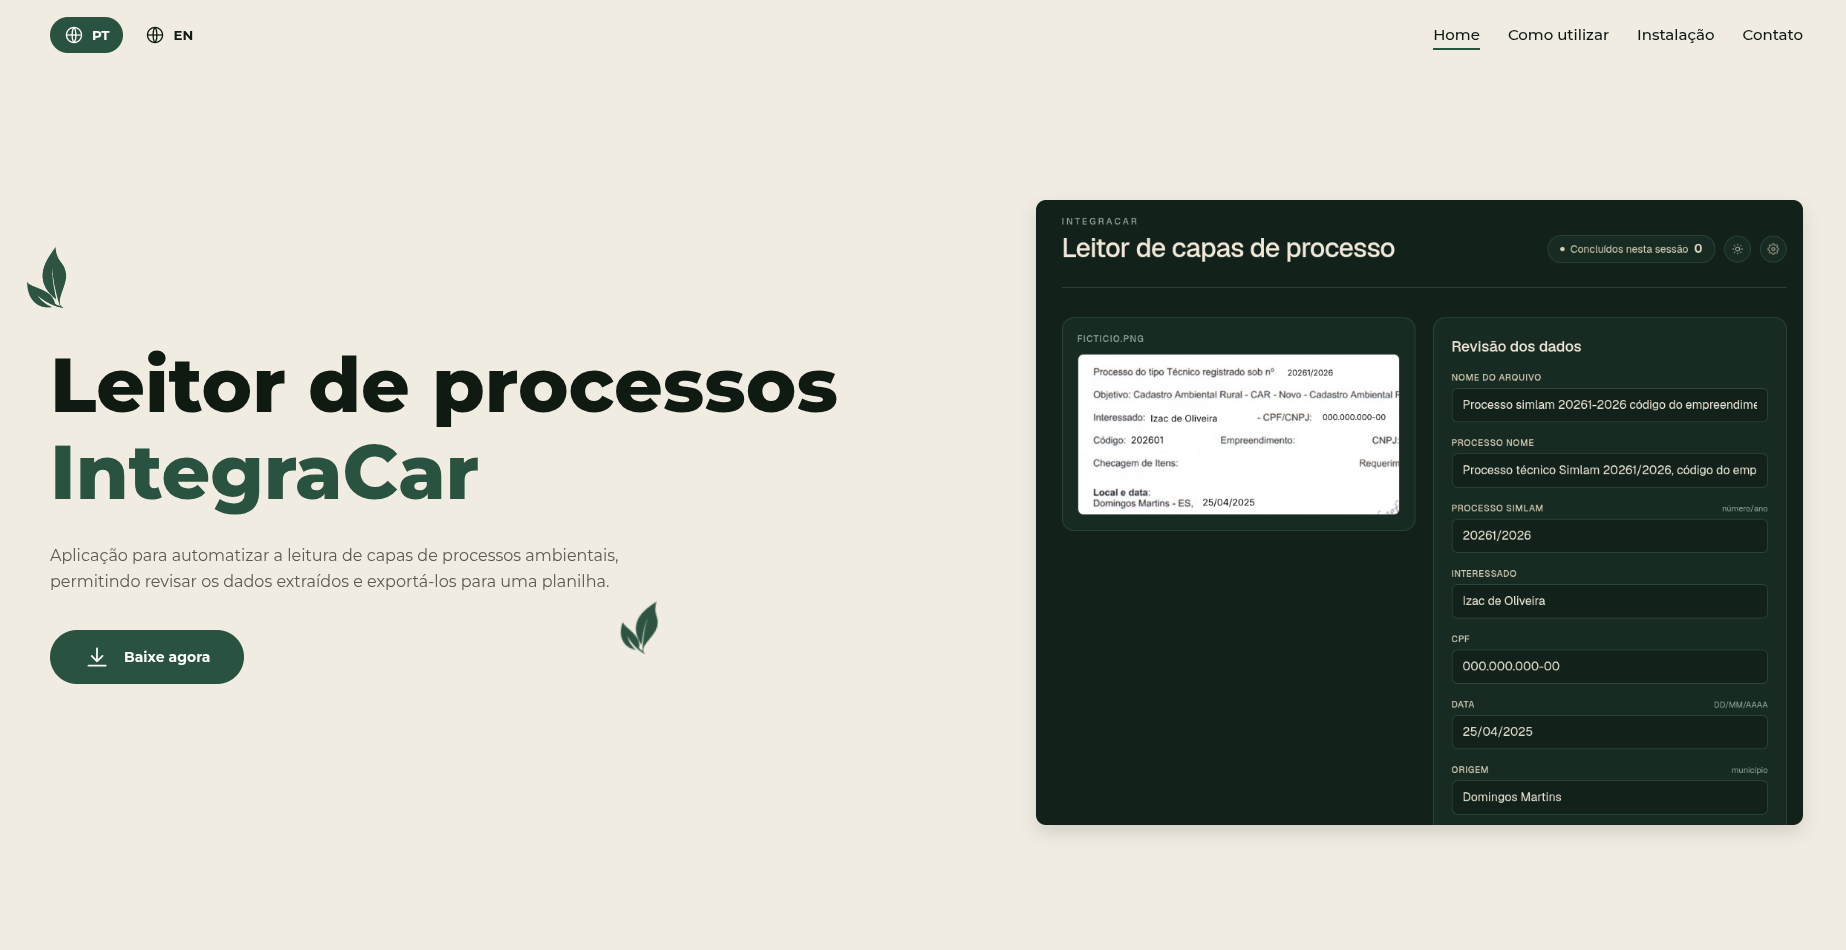 PT
EN
Home
Como utilizar
Instalação
Contato
Leitor de processos
IntegraCar
Aplicação para automatizar a leitura de capas de processos ambientais,
permitindo revisar os dados extraídos e exportá-los para uma planilha.
Baixe agora
INTEGRACAR
Leitor de capas de processo
Concluídos nesta sessão 0
FICTICIO.PNG
Processo do tipo Técnico registrado sob nº 20261/2026
Objetivo: Cadastro Ambiental Rural - CAR - Novo - Cadastro Ambiental R
Interessado: Izac de Oliveira - CPF/CNPJ: 000.000.000-00
Código: 202601 Empreendimento: CNPJ:
Checagem de Itens: Requerim
Local e data:
Domingos Martins - ES, 25/04/2025
Revisão dos dados
NOME DO ARQUIVO
Processo simlam 20261-2026 código do empreendime
PROCESSO NOME
Processo técnico Simlam 20261/2026, código do emp
PROCESSO SIMLAM número/ano
20261/2026
INTERESSADO
Izac de Oliveira
CPF
000.000.000-00
DATA DD/MM/AAAA
25/04/2025
ORIGEM município
Domingos Martins